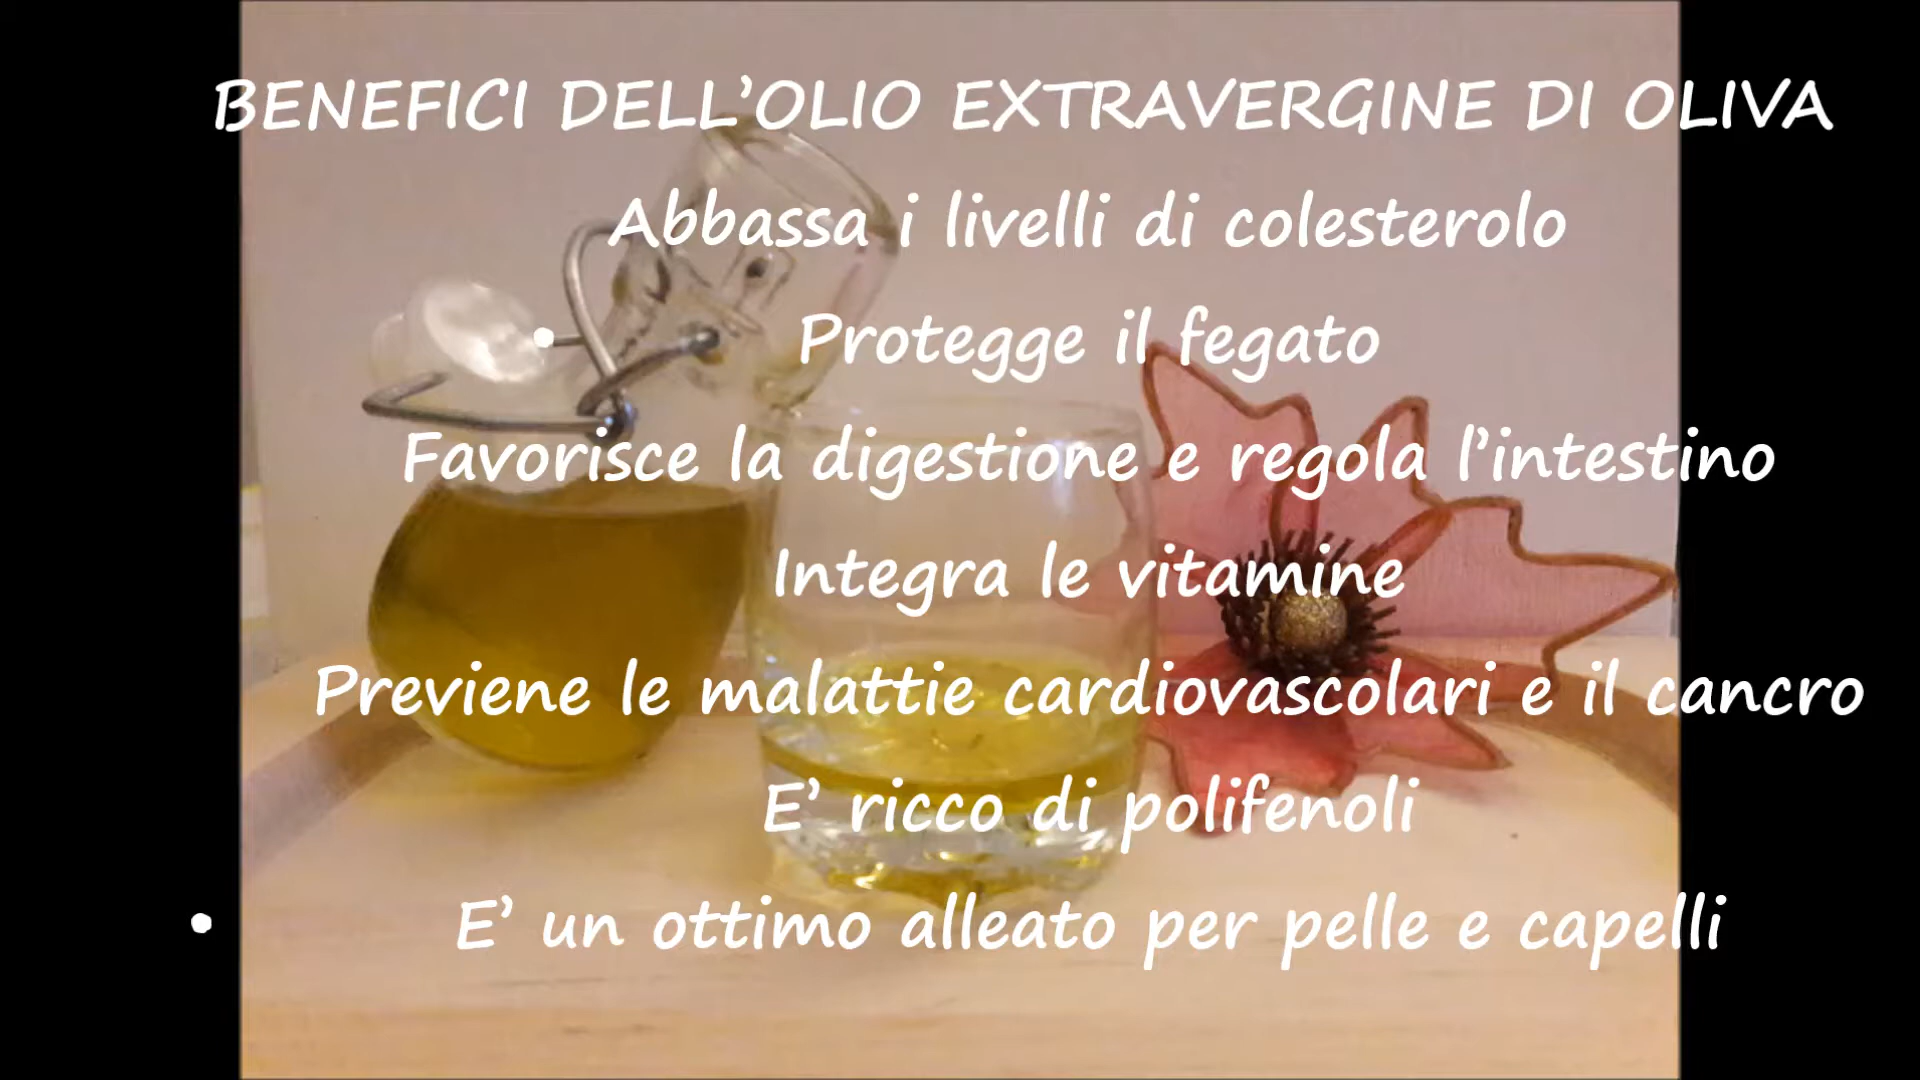 BENEFICI DELL’OLIO EXTRAVERGINE DI OLIVA
Abbassa i livelli di colesterolo
• Protegge il fegato
Favorisce la digestione e regola l’intestino
Integra le vitamine
Previene le malattie cardiovascolari e il cancro
E’ ricco di polifenoli
• E’ un ottimo alleato per pelle e capelli